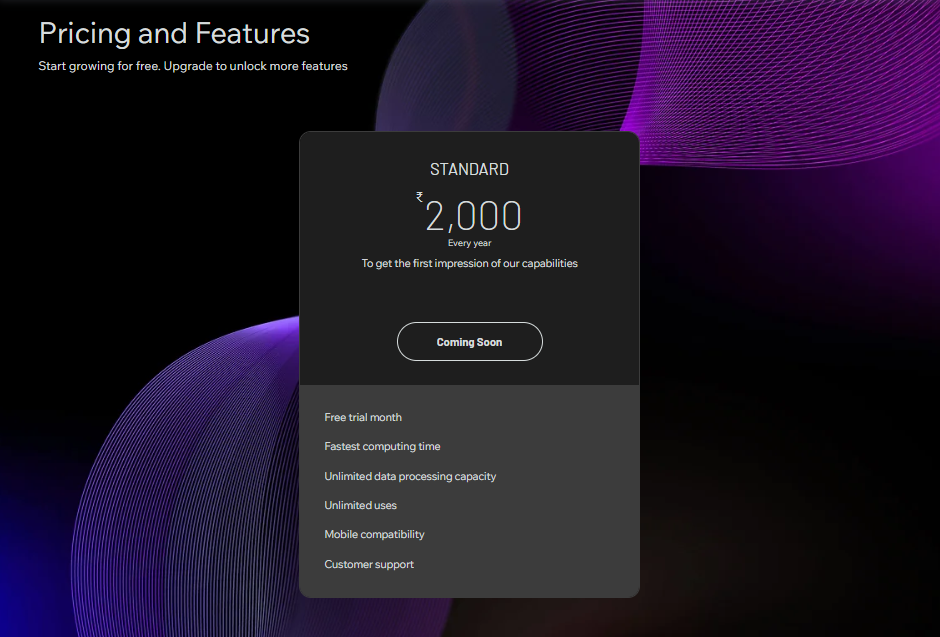 Pricing and Features
Start growing for free. Upgrade to unlock more features
STANDARD
₹
2,000
Every year
To get the first impression of our capabilities
Coming Soon
Free trial month
Fastest computing time
Unlimited data processing capacity
Unlimited uses
Mobile compatibility
Customer support